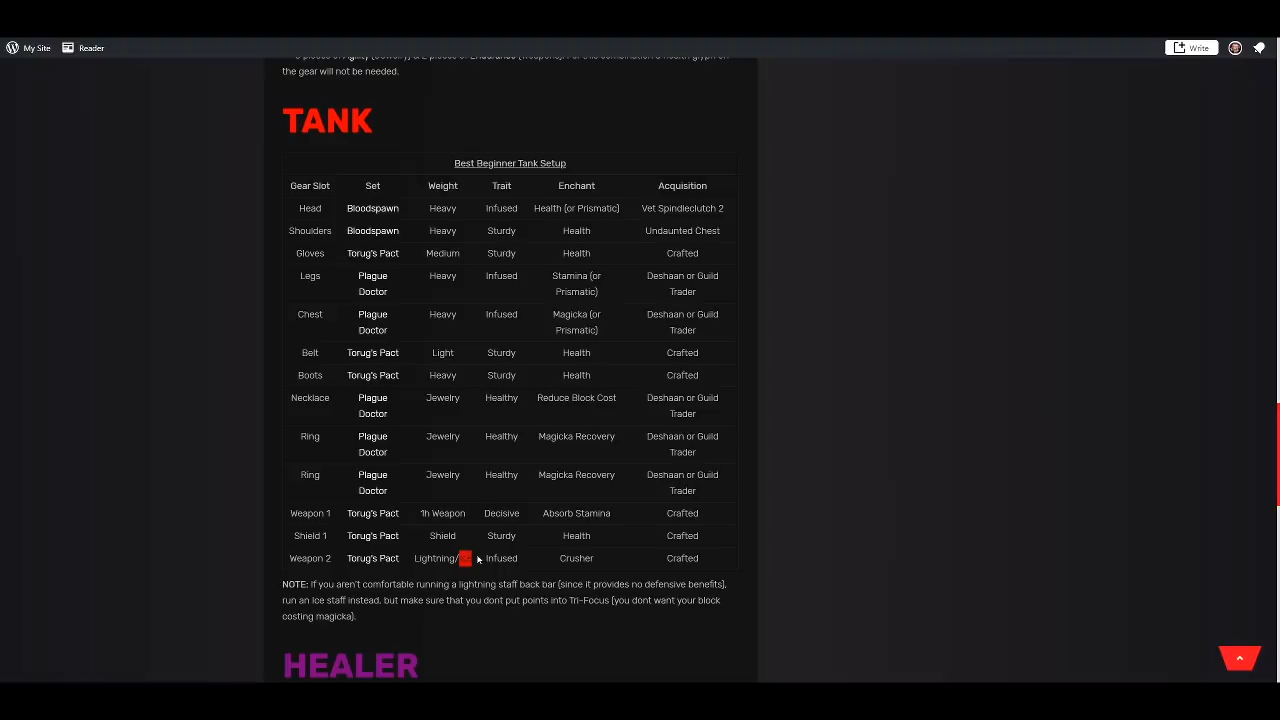 My Site
Reader
Write
the gear will not be needed.
TANK
Best Beginner Tank Setup
Gear Slot Set Weight Trait Enchant Acquisition
Head Bloodspawn Heavy Infused Health (or Prismatic) Vet Spindleclutch 2
Shoulders Bloodspawn Heavy Sturdy Health Undaunted Chest
Gloves Torug's Pact Medium Sturdy Health Crafted
Legs Plague Heavy Infused Stamina (or Deshaan or Guild
Doctor Prismatic) Trader
Chest Plague Heavy Infused Magicka (or Deshaan or Guild
Doctor Prismatic) Trader
Belt Torug's Pact Light Sturdy Health Crafted
Boots Torug's Pact Heavy Sturdy Health Crafted
Necklace Plague Jewelry Healthy Reduce Block Cost Deshaan or Guild
Doctor Trader
Ring Plague Jewelry Healthy Magicka Recovery Deshaan or Guild
Doctor Trader
Ring Plague Jewelry Healthy Magicka Recovery Deshaan or Guild
Doctor Trader
Weapon 1 Torug's Pact 1h Weapon Decisive Absorb Stamina Crafted
Shield 1 Torug's Pact Shield Sturdy Health Crafted
Weapon 2 Torug's Pact Lightning/ Infused Crusher Crafted
NOTE: If you aren't comfortable running a lightning staff back bar (since it provides no defensive benefits),
run an Ice staff instead, but make sure that you dont put points into Tri-Focus (you dont want your block
costing magicka).
HEALER